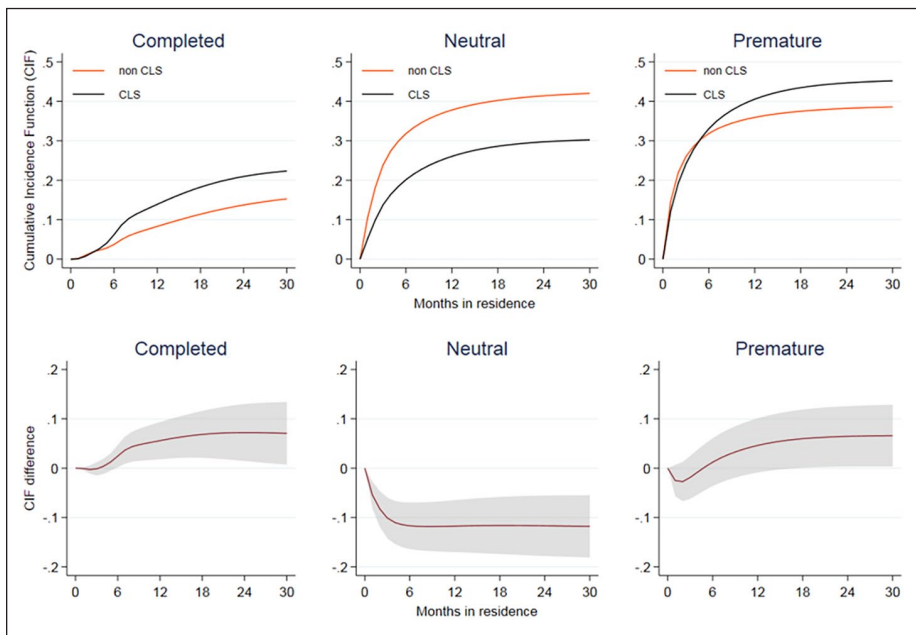 Completed
Neutral
Premature
Cumulative Incidence Function (CIF)
.5
.4
.3
.2
.1
0
non CLS
CLS
0 6 12 18 24 30
.5
.4
.3
.2
.1
0
non CLS
CLS
0 6 12 18 24 30
Months in residence
.5
.4
.3
.2
.1
0
non CLS
CLS
0 6 12 18 24 30
Completed
Neutral
Premature
CIF difference
.2
.1
0
-.1
-.2
0 6 12 18 24 30
.2
.1
0
-.1
-.2
0 6 12 18 24 30
Months in residence
.2
.1
0
-.1
-.2
0 6 12 18 24 30